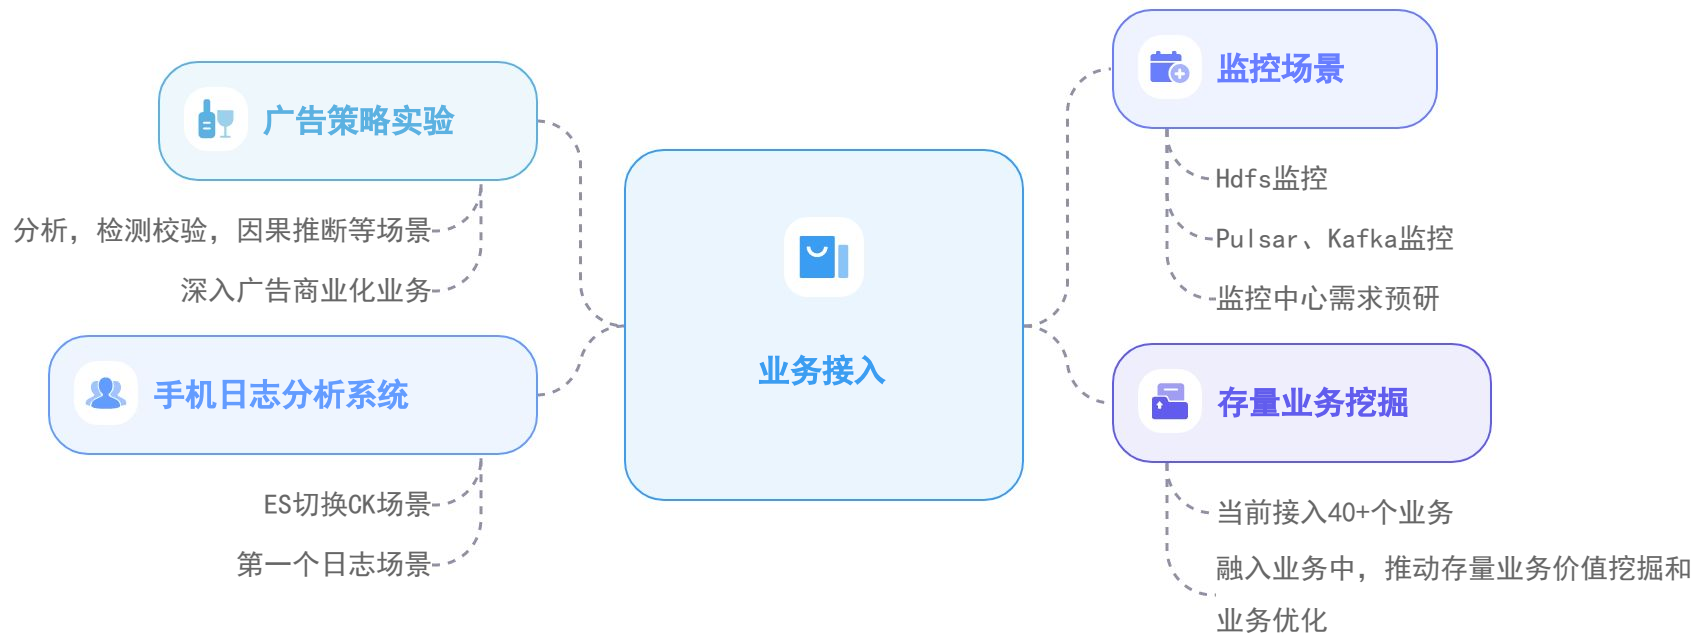 广告策略实验
分析，检测校验，因果推断等场景
深入广告商业化业务
手机日志分析系统
ES切换CK场景
第一个日志场景
业务接入
监控场景
Hdfs监控
Pulsar、Kafka监控
监控中心需求预研
存量业务挖掘
当前接入40+个业务
融入业务中，推动存量业务价值挖掘和
业务优化